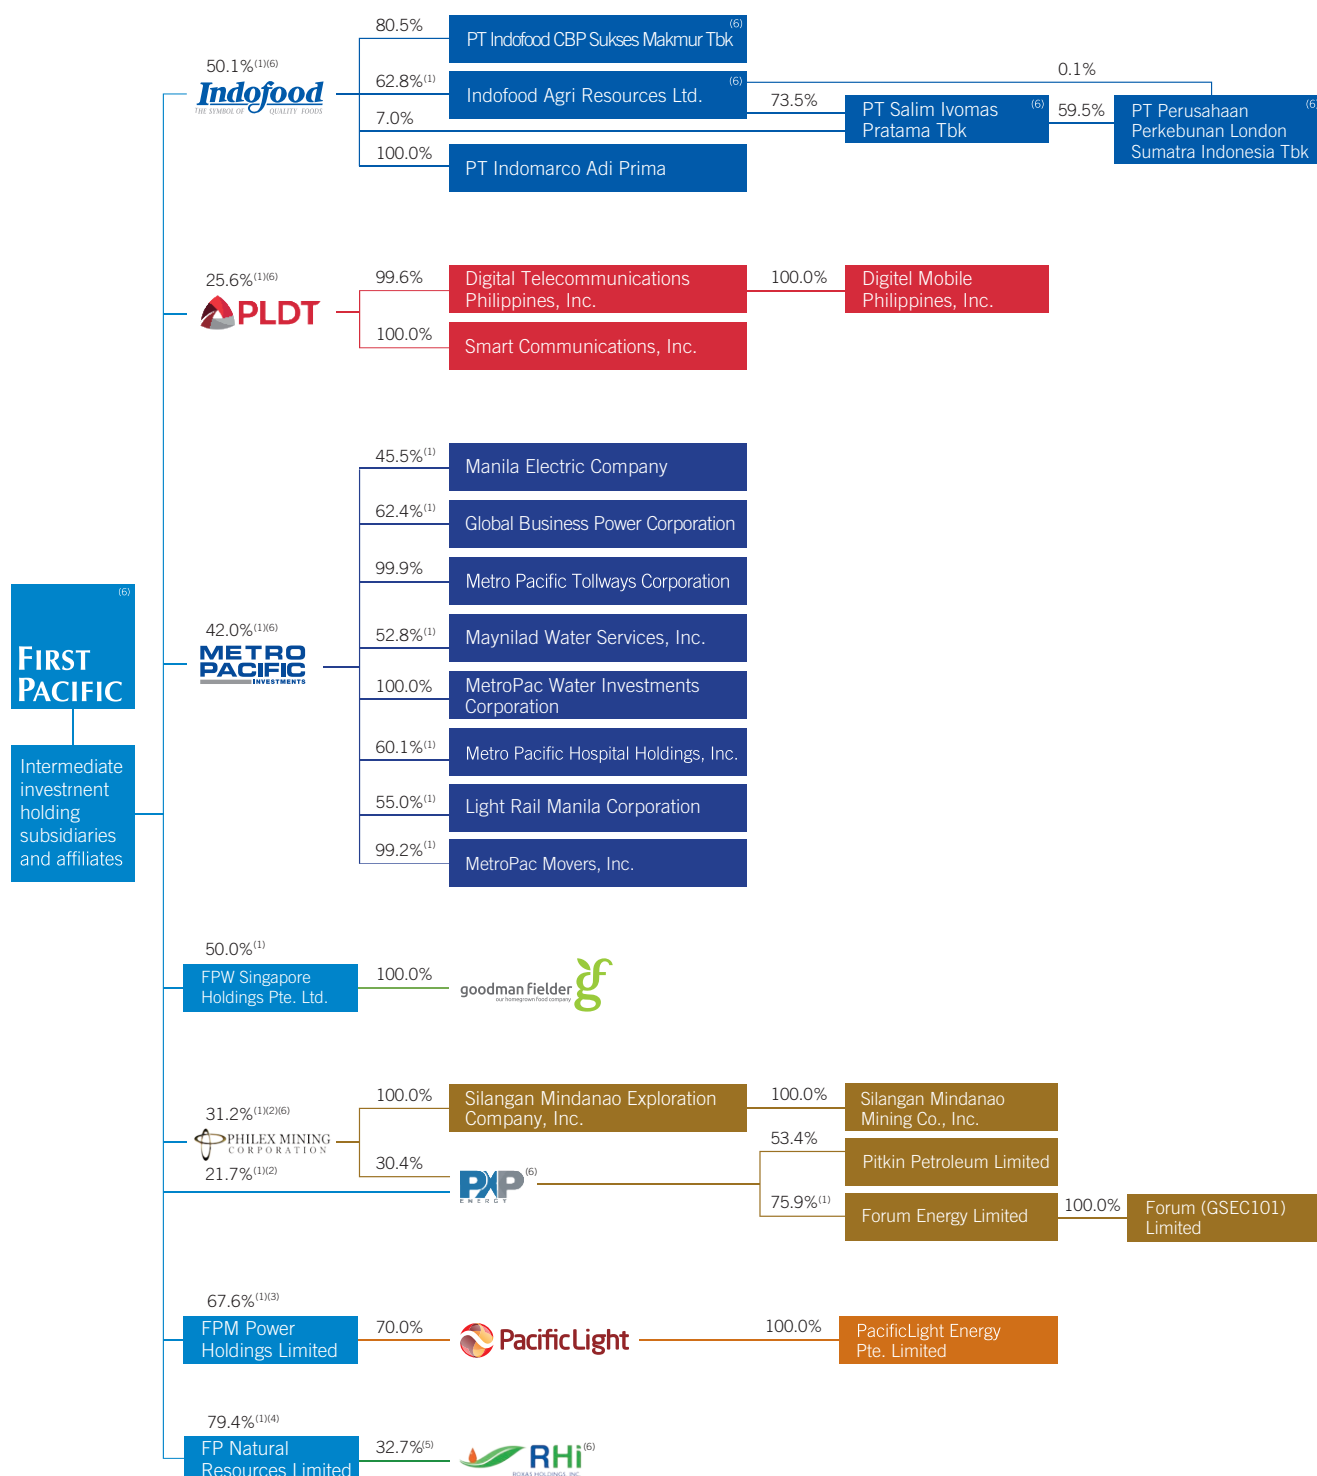 FIRST
PACIFIC
(6)
Intermediate
investment
holding
subsidiaries
and affiliates
50.1%(1)(6)
Indofood
THE SYMBOL OF QUALITY FOODS
80.5%
PT Indofood CBP Sukses Makmur Tbk (6)
62.8%(1)
Indofood Agri Resources Ltd. (6)
0.1%
73.5%
7.0%
PT Salim Ivomas
Pratama Tbk (6)
59.5%
PT Perusahaan
Perkebunan London
Sumatra Indonesia Tbk (6)
100.0%
PT Indomarco Adi Prima
25.6%(1)(6)
PLDT
99.6%
Digital Telecommunications
Philippines, Inc.
100.0%
Digitel Mobile
Philippines, Inc.
100.0%
Smart Communications, Inc.
42.0%(1)(6)
METRO
PACIFIC
INVESTMENTS
45.5%(1)
Manila Electric Company
62.4%(1)
Global Business Power Corporation
99.9%
Metro Pacific Tollways Corporation
52.8%(1)
Maynilad Water Services, Inc.
100.0%
MetroPac Water Investments
Corporation
60.1%(1)
Metro Pacific Hospital Holdings, Inc.
55.0%(1)
Light Rail Manila Corporation
99.2%(1)
MetroPac Movers, Inc.
50.0%(1)
FPW Singapore
Holdings Pte. Ltd.
100.0%
goodman fielder
our homegrown food company
gf
31.2%(1)(2)(6)
PHILEX MINING
CORPORATION
100.0%
Silangan Mindanao Exploration
Company, Inc.
100.0%
Silangan Mindanao
Mining Co., Inc.
30.4%
21.7%(1)(2)
PXP (6)
ENERGY
53.4%
Pitkin Petroleum Limited
75.9%(1)
Forum Energy Limited
100.0%
Forum (GSEC101)
Limited
67.6%(1)(3)
FPM Power
Holdings Limited
70.0%
PacificLight
100.0%
PacificLight Energy
Pte. Limited
79.4%(1)(4)
FP Natural
Resources Limited
32.7%(5)
RHi (6)
ROXAS HOLDINGS, INC.